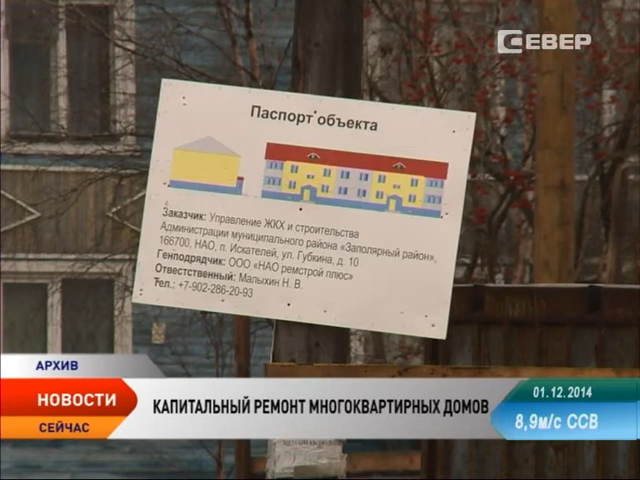 СЕВЕР
Паспорт объекта
Заказчик: Управление ЖКХ и строительства
Администрации муниципального района «Заполярный район»,
166700, НАО, п. Искателей, ул. Губкина, д. 10
Генподрядчик: ООО «НАО ремстрой плюс»
Ответственный: Малыхин Н. В.
Тел.: +7-902-286-20-93
АРХИВ
НОВОСТИ
СЕЙЧАС
КАПИТАЛЬНЫЙ РЕМОНТ МНОГОКВАРТИРНЫХ ДОМОВ
01.12.2014
8,9м/с ССВ